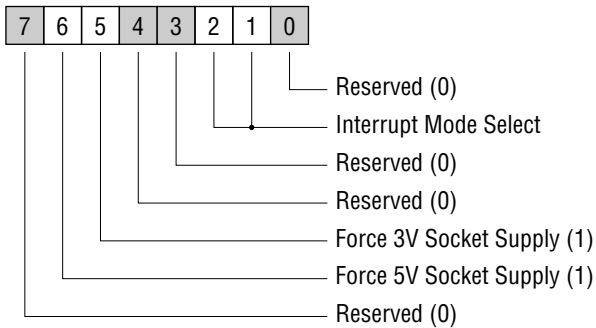 7 6 5 4 3 2 1 0
Reserved (0)
Interrupt Mode Select
Reserved (0)
Reserved (0)
Force 3V Socket Supply (1)
Force 5V Socket Supply (1)
Reserved (0)